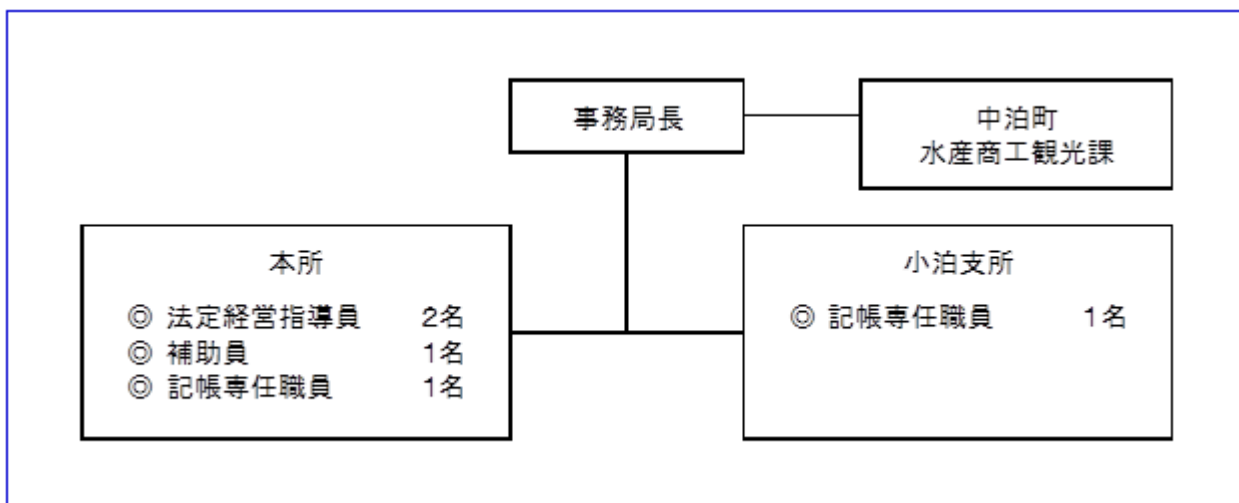 事務局長
中泊町
水産商工観光課
本所
◎ 法定経営指導員 2名
◎ 補助員 1名
◎ 記帳専任職員 1名
小泊支所
◎ 記帳専任職員 1名